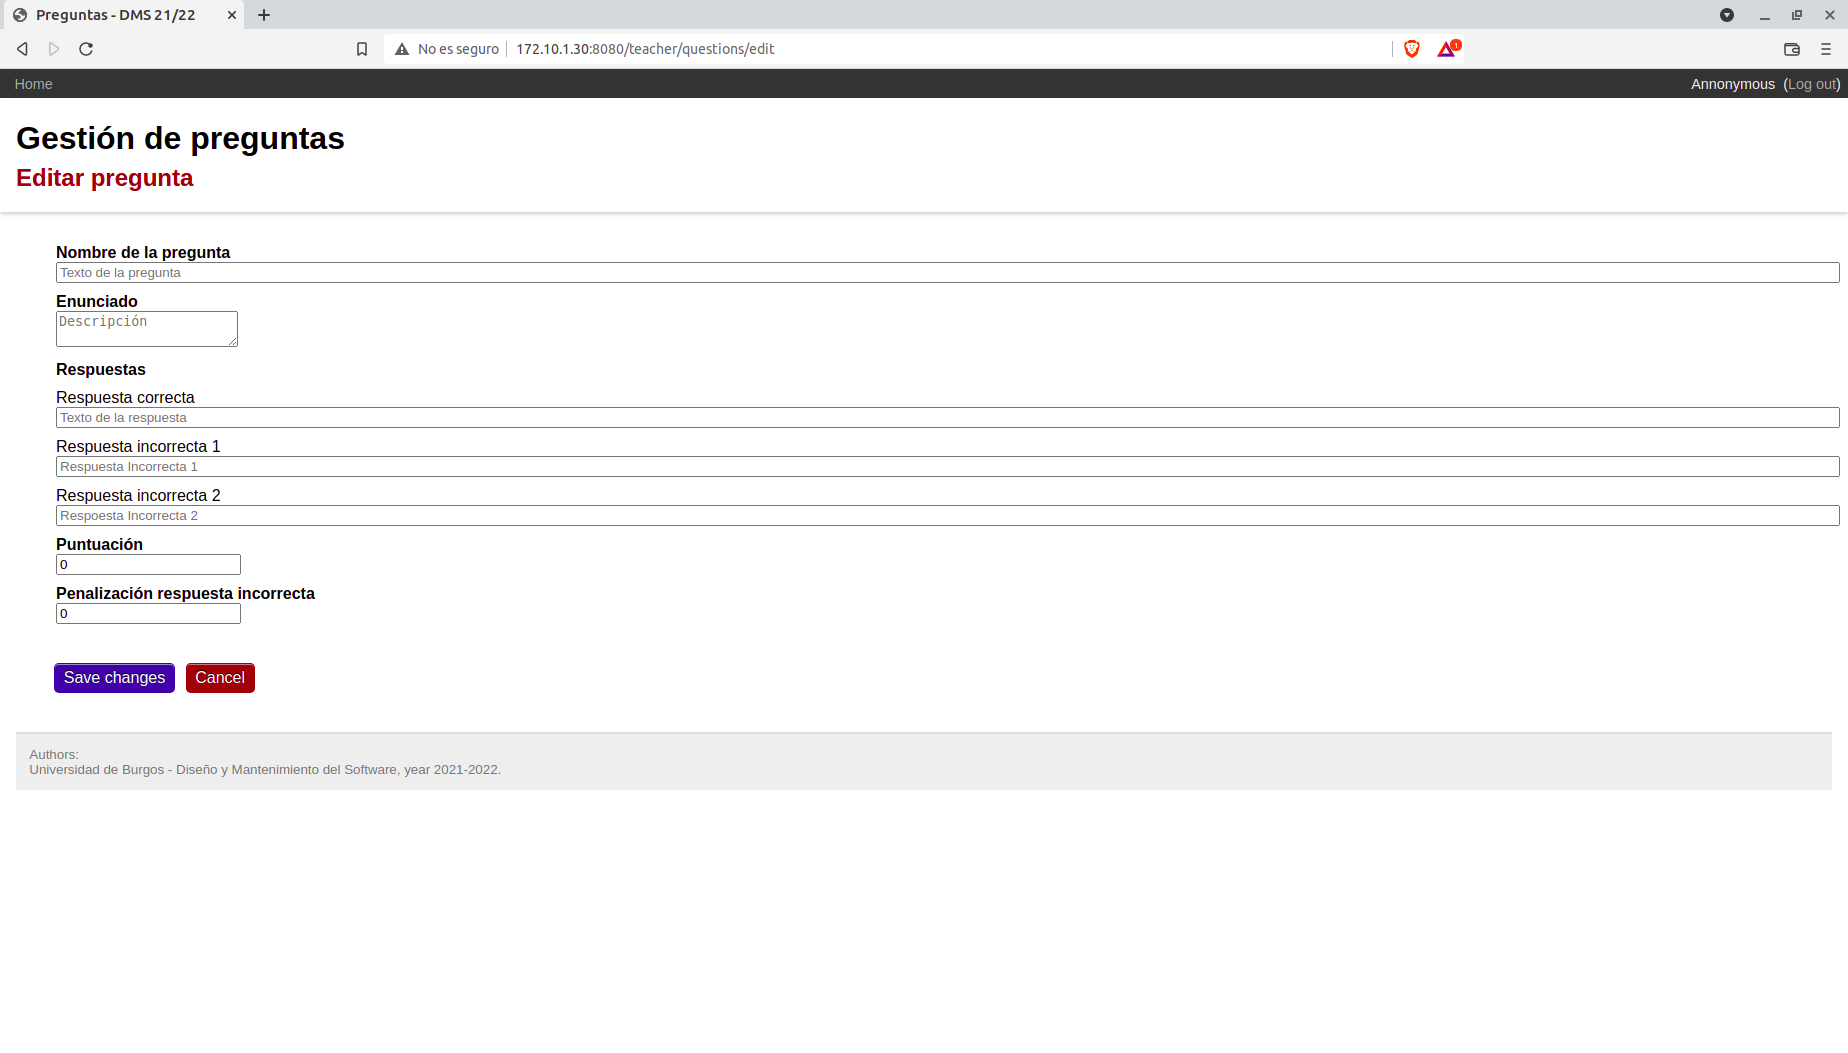 Preguntas - DMS 21/22
No es seguro 172.10.1.30:8080/teacher/questions/edit
1
Home
Annonymous (Log out)
Gestión de preguntas
Editar pregunta
Nombre de la pregunta
Texto de la pregunta
Enunciado
Descripción
Respuestas
Respuesta correcta
Texto de la respuesta
Respuesta incorrecta 1
Respuesta Incorrecta 1
Respuesta incorrecta 2
Respoesta Incorrecta 2
Puntuación
0
Penalización respuesta incorrecta
0
Save changes Cancel
Authors:
Universidad de Burgos - Diseño y Mantenimiento del Software, year 2021-2022.